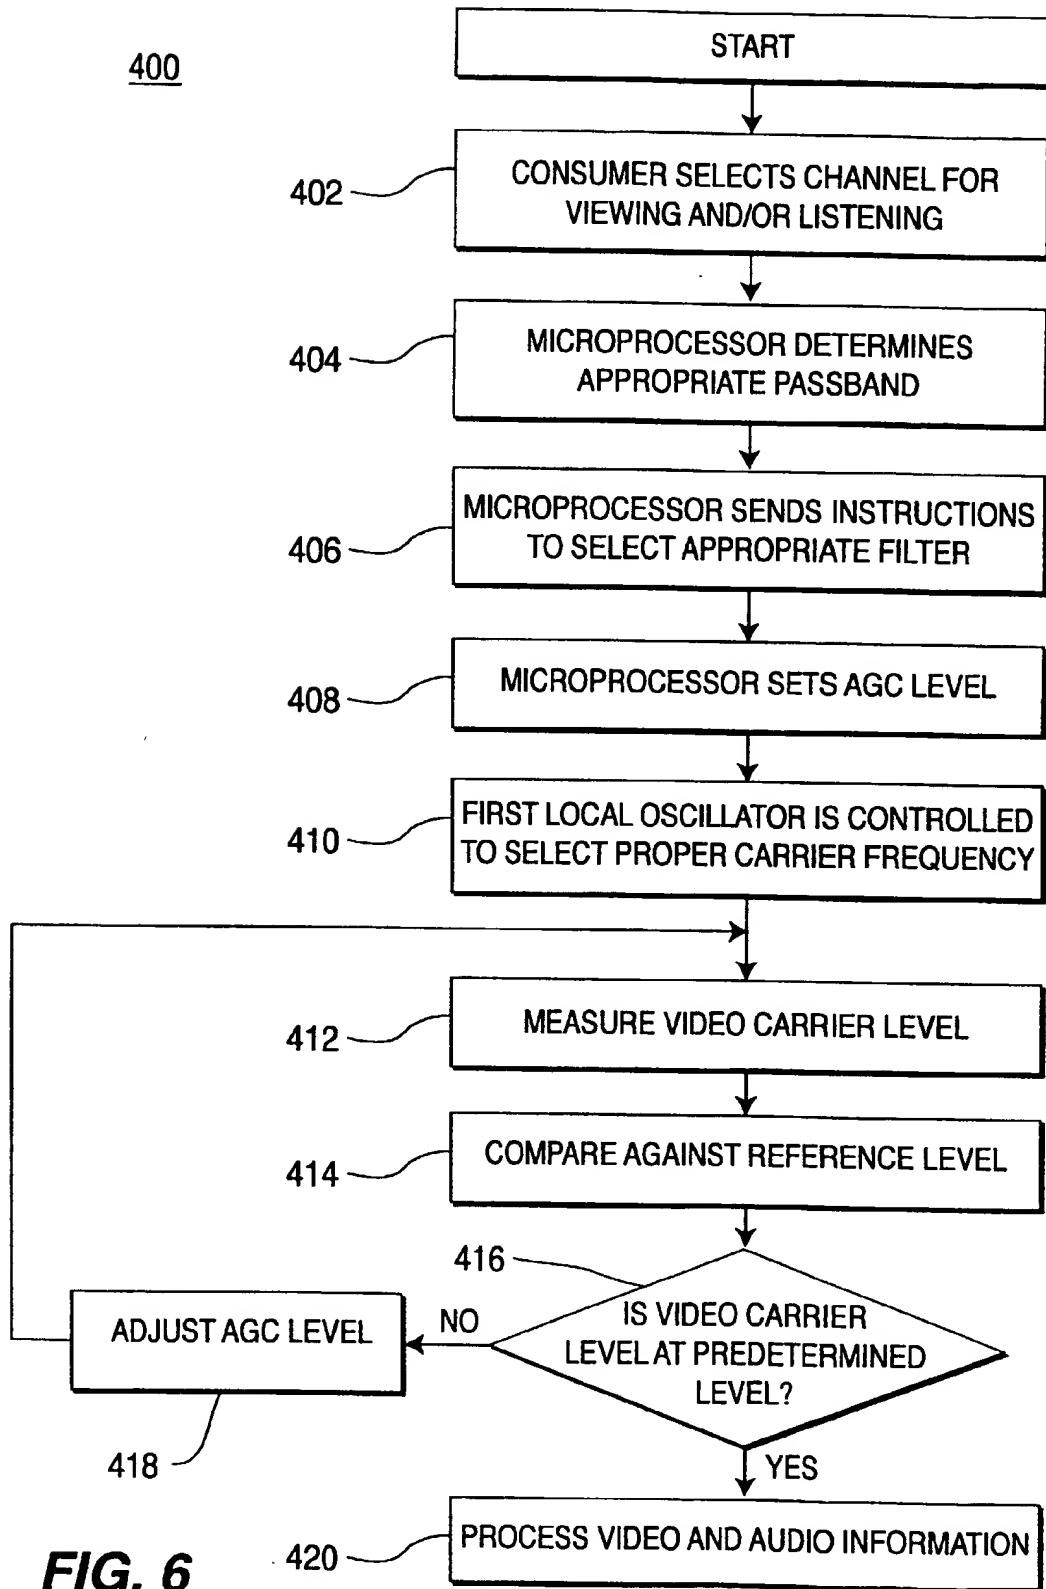 400
START
402
CONSUMER SELECTS CHANNEL FOR
VIEWING AND/OR LISTENING
404
MICROPROCESSOR DETERMINES
APPROPRIATE PASSBAND
406
MICROPROCESSOR SENDS INSTRUCTIONS
TO SELECT APPROPRIATE FILTER
408
MICROPROCESSOR SETS AGC LEVEL
410
FIRST LOCAL OSCILLATOR IS CONTROLLED
TO SELECT PROPER CARRIER FREQUENCY
412
MEASURE VIDEO CARRIER LEVEL
414
COMPARE AGAINST REFERENCE LEVEL
416
IS VIDEO CARRIER
LEVEL AT PREDETERMINED
LEVEL?
NO
ADJUST AGC LEVEL
418
YES
420
PROCESS VIDEO AND AUDIO INFORMATION
FIG. 6